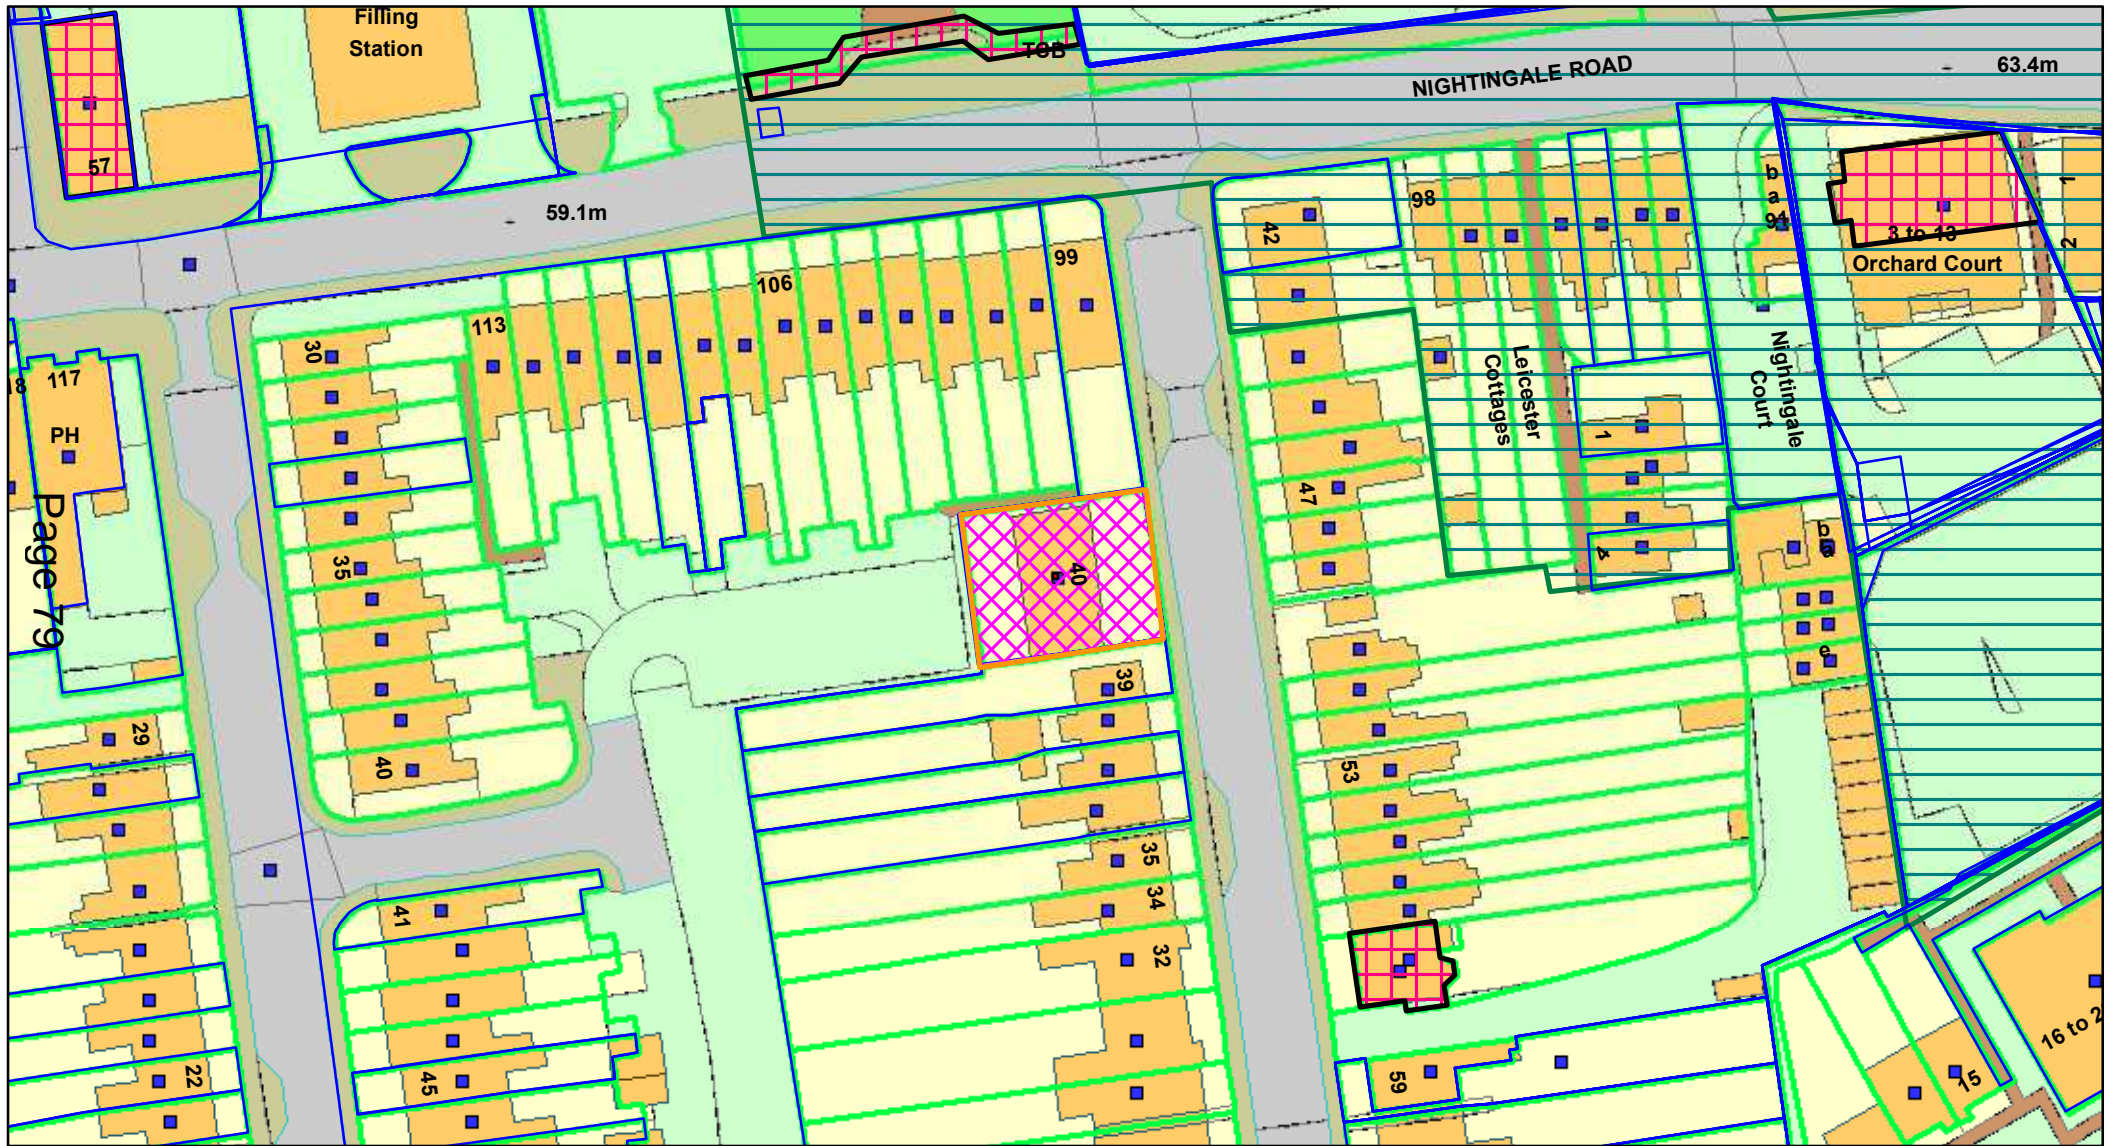 Filling
Station
TCB
NIGHTINGALE ROAD
63.4m
57
59.1m
42
98
b
a
91
3 to 13
Orchard Court
1
2
99
106
113
30
117
PH
Leicester
Cottages
Nightingale
Court
1
47
4
Page 79
35
40
39
e
29
40
53
35
34
32
41
22
45
59
15
16 to 2